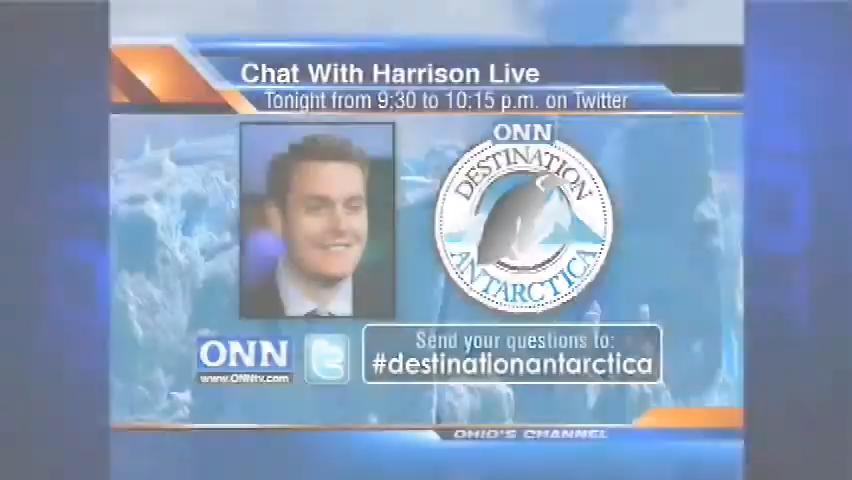 Chat With Harrison Live
Tonight from 9:30 to 10:15 p.m. on Twitter
ONN
DESTINATION
ANTARCTICA
ONN
www.ONNtv.com
Send your questions to:
#destinationantarctica
OHIO'S CHANNEL